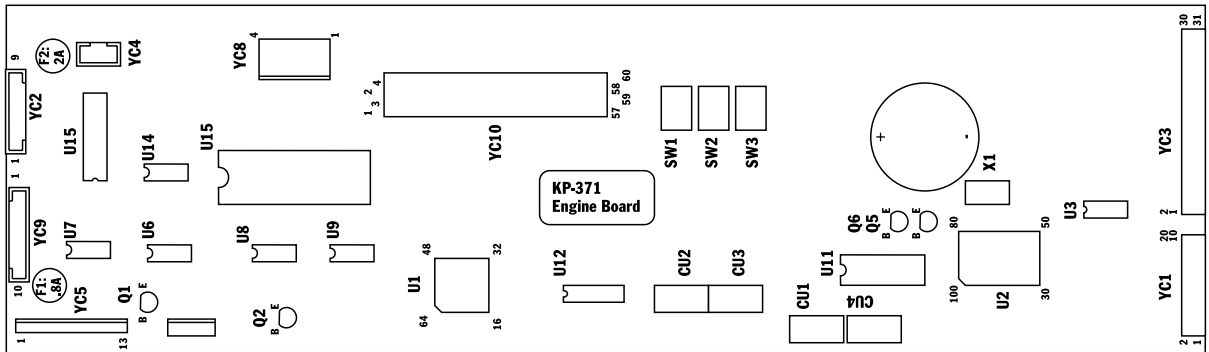 9
F2:
2A
YC4
YC2
1
1
U15
U14
U15
YC8
4
1
1
3
2
4
YC10
57
59
58
60
SW1
SW2
SW3
+
-
X1
30
31
YC3
2
1
U3
KP-371
Engine Board
YC9
10
U7
U6
U8
U9
F1:
.8A
YC5
1
13
Q1
B
E
Q2
B
E
48
32
U1
64
16
U12
CU2
CU3
Q6
Q5
B
E
B
E
U11
CU1
CU4
80
50
100
30
U2
20
10
YC1
2
1